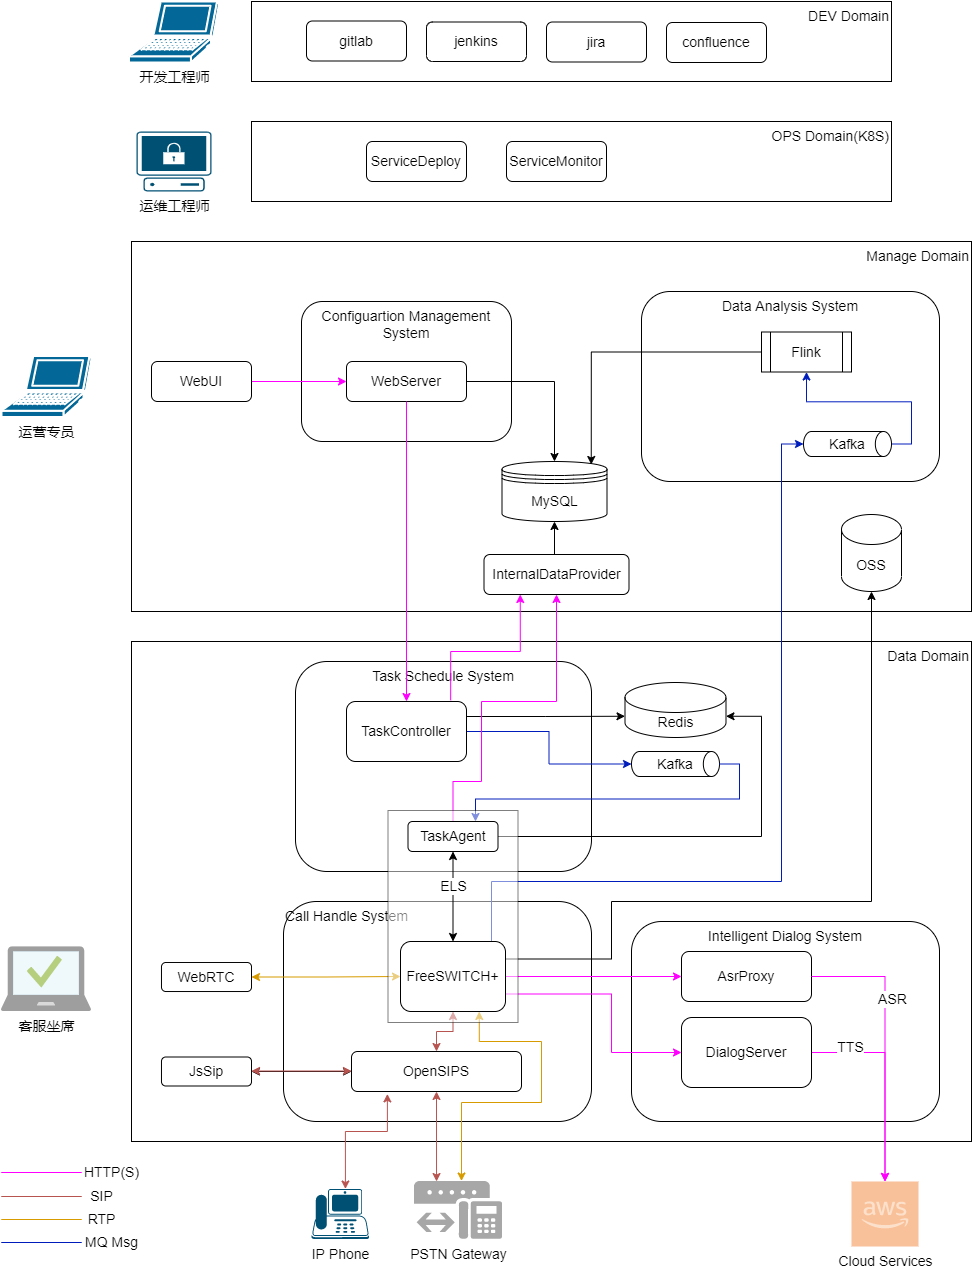 DEV Domain
gitlab
jenkins
jira
confluence
开发工程师
OPS Domain(K8S)
ServiceDeploy
ServiceMonitor
运维工程师
Manage Domain
Configuartion Management
System
Data Analysis System
Flink
WebUI
WebServer
运营专员
Kafka
MySQL
OSS
InternalDataProvider
Data Domain
Task Schedule System
TaskController
Redis
Kafka
TaskAgent
ELS
Call Handle System
Intelligent Dialog System
WebRTC
FreeSWITCH+
AsrProxy
ASR
客服坐席
DialogServer
TTS
JsSip
OpenSIPS
HTTP(S)
SIP
RTP
MQ Msg
aws
IP Phone
PSTN Gateway
Cloud Services